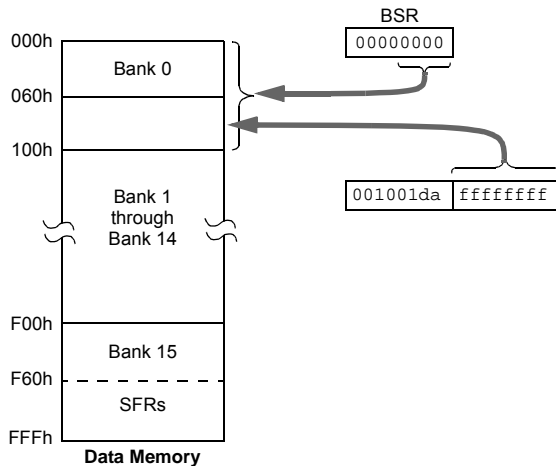 BSR
000h
00000000
Bank 0
060h
100h
001001da ffffffff
Bank 1
through
Bank 14
F00h
Bank 15
F60h
SFRs
FFFh
Data Memory